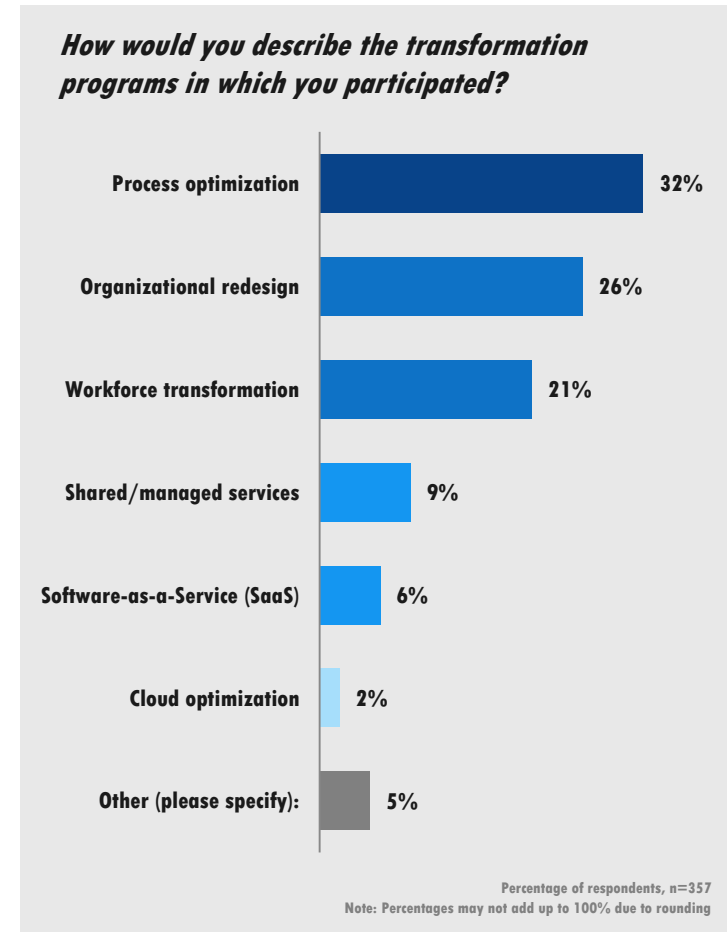 How would you describe the transformation
programs in which you participated?
Process optimization 32%
Organizational redesign 26%
Workforce transformation 21%
Shared/managed services 9%
Software-as-a-Service (SaaS) 6%
Cloud optimization 2%
Other (please specify): 5%
Percentage of respondents, n=357
Note: Percentages may not add up to 100% due to rounding